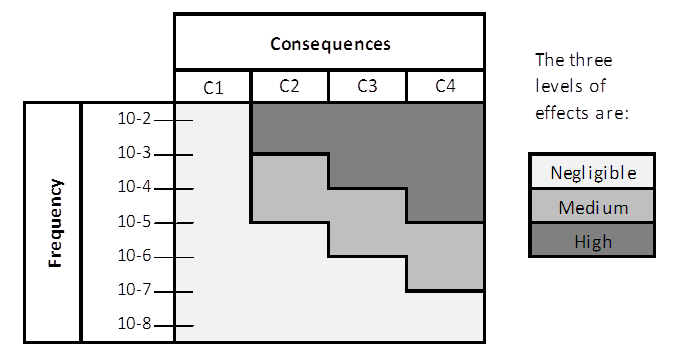 Consequences
C1 C2 C3 C4
The three
levels of
effects are:
Frequency
10-2
10-3
10-4
10-5
10-6
10-7
10-8
Negligible
Medium
High